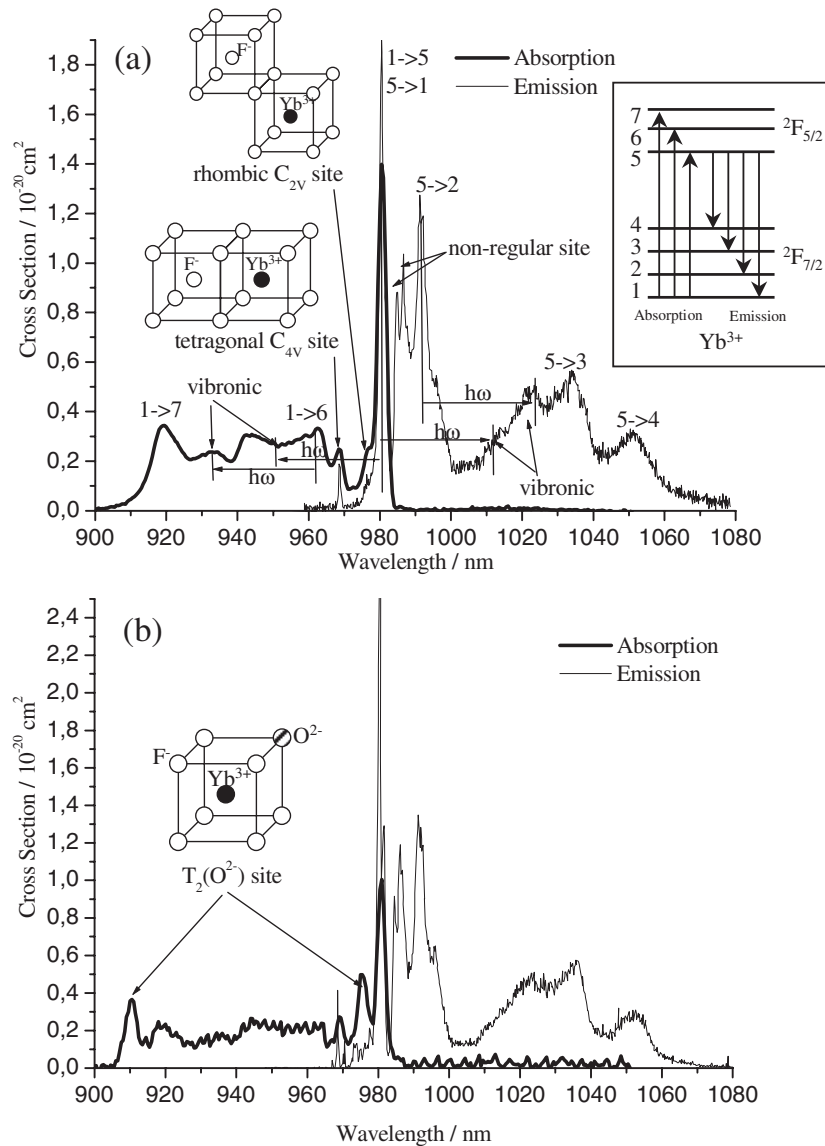 (a)
F-
Yb3+
rhombic C2V site
F-
Yb3+
tetragonal C4V site
1->5
5->1
Absorption
Emission
5->2
non-regular site
7
6
5
4
3
2
1
2F5/2
2F7/2
Absorption
Emission
Yb3+
vibronic
1->7
1->6
hω
hω
hω
hω
5->3
5->4
vibronic
Cross Section / 10-20 cm2
1,8
1,6
1,4
1,2
1,0
0,8
0,6
0,4
0,2
0,0
900 920 940 960 980 1000 1020 1040 1060 1080
Wavelength / nm
(b)
Absorption
Emission
F-
O2-
Yb3+
T2(O2-) site
Cross Section / 10-20 cm2
2,4
2,2
2,0
1,8
1,6
1,4
1,2
1,0
0,8
0,6
0,4
0,2
0,0
900 920 940 960 980 1000 1020 1040 1060 1080
Wavelength / nm